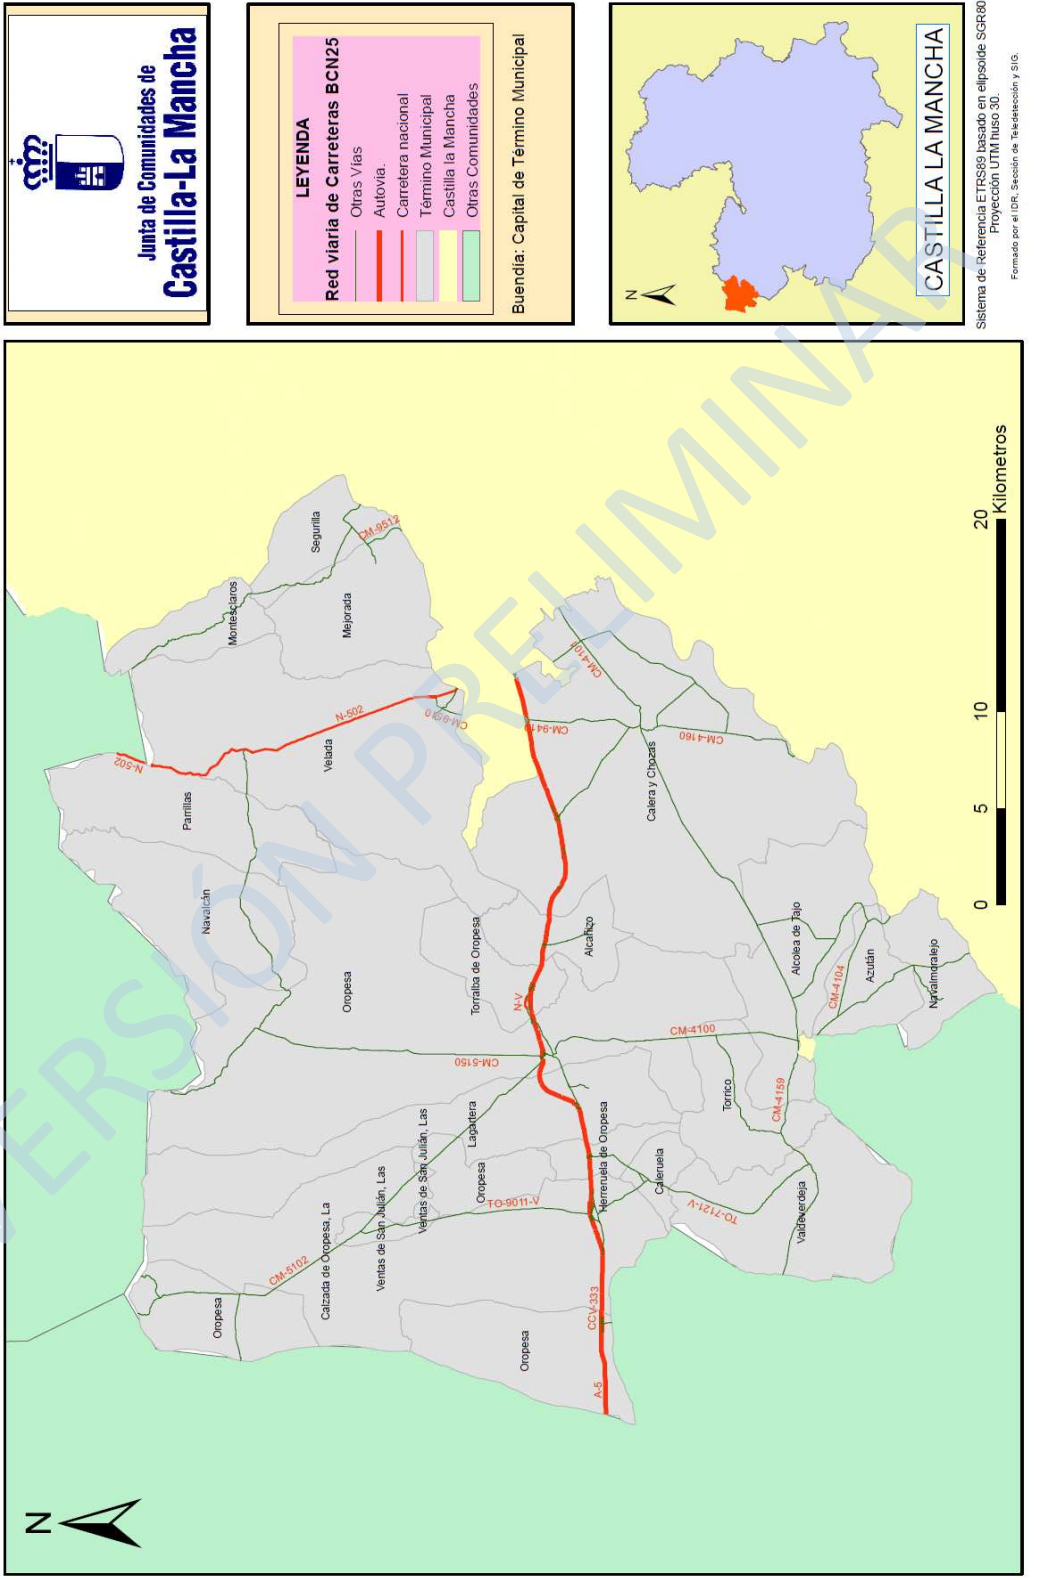 Junta de Comunidades de
Castilla-La Mancha
LEYENDA
Red viaria de Carreteras BCN25
Otras Vías
Autovia.
Carretera nacional
Término Municipal
Castilla la Mancha
Otras Comunidades
Buendía: Capital de Término Municipal
N
CASTILLA LA MANCHA
Sistema de Referencia ETRS89 basado en elipsoide SGR80
Proyección UTM huso 30.
Formado por el IDR, Sección de Teledetección y SIG.
N
N-502
Parrillas
Navalcán
Montesclaros
Segurilla
CM-9512
Mejorada
N-502
Velada
CM-9510
Oropesa
Oropesa
CM-5102
Calzada de Oropesa, La
Ventas de San Julián, Las
Ventas de San Julián, Las
Lagartera
Oropesa
TO-9011-V
CM-5150
Torralba de Oropesa
N-V
Oropesa
A-5
CCV-333
Herreruela de Oropesa
Alcañizo
CM-9410
CM-4101
Calera y Chozas
CM-4160
Caleruela
TO-7121-V
CM-4100
Torrico
CM-4159
Valdeverdeja
Alcolea de Tajo
CM-4104
Azután
Navalmoralejo
0
5
10
20
Kilometros
VERSIÓN PRELIMINAR